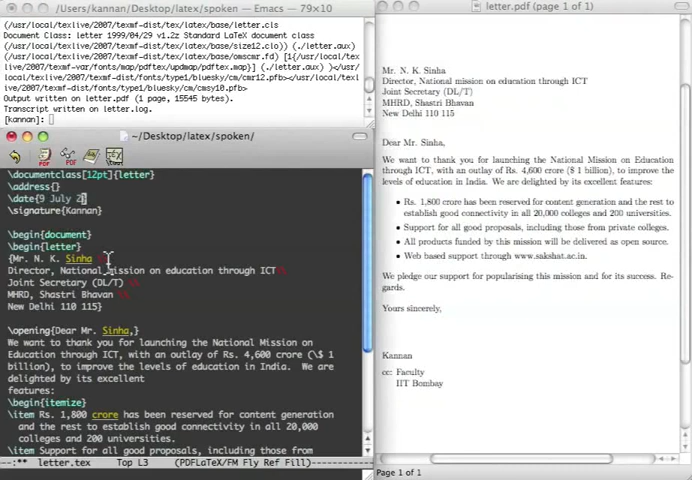 /Users/kannan/Desktop/latex/spoken — Emacs — 79×10
(/usr/local/texlive/2007/texmf-dist/tex/latex/base/letter.cls
Document Class: letter 1999/04/29 v1.2z Standard LaTeX document class
(/usr/local/texlive/2007/texmf-dist/tex/latex/base/size12.clo)) (./letter.aux)
(/usr/local/texlive/2007/texmf-dist/tex/latex/base/omscmr.fd) [1{/usr/local/tex
live/2007/texmf-var/fonts/map/pdftex/updmap/pdftex.map}] (./letter.aux) )</usr/
local/texlive/2007/texmf-dist/fonts/type1/bluesky/cm/cmr12.pfb></usr/local/texl
ive/2007/texmf-dist/fonts/type1/bluesky/cm/cmsy10.pfb>
Output written on letter.pdf (1 page, 15545 bytes).
Transcript written on letter.log.
[kannan]:
~/Desktop/latex/spoken/
\documentclass[12pt]{letter}
\address{}
\date{9 July 2
\signature{Kannan}
\begin{document}
\begin{letter}
{Mr. N. K. Sinha
Director, National mission on education through ICT\\
Joint Secretary (DL/T) \\
MHRD, Shastri Bhavan \\
New Delhi 110 115}
\opening{Dear Mr. Sinha,}
We want to thank you for launching the National Mission on
Education through ICT, with an outlay of Rs. 4,600 crore (\$ 1
billion), to improve the levels of education in India.  We are
delighted by its excellent
features:
\begin{itemize}
\item Rs. 1,800 crore has been reserved for content generation
and the rest to establish good connectivity in all 20,000
colleges and 200 universities.
\item Support for all good proposals, including those from
-:** letter.tex Top L3 (PDFLaTeX/FM Fly Ref Fill)
letter.pdf (page 1 of 1)
Mr. N. K. Sinha
Director, National mission on education through ICT
Joint Secretary (DL/T)
MHRD, Shastri Bhavan
New Delhi 110 115
Dear Mr. Sinha,
We want to thank you for launching the National Mission on Education
through ICT, with an outlay of Rs. 4,600 crore ($ 1 billion), to improve the
levels of education in India. We are delighted by its excellent features:
• Rs. 1,800 crore has been reserved for content generation and the rest to
establish good connectivity in all 20,000 colleges and 200 universities.
• Support for all good proposals, including those from private colleges.
• All products funded by this mission will be delivered as open source.
• Web based support through www.sakshat.ac.in.
We pledge our support for popularising this mission and for its success. Re-
gards.
Yours sincerely,
Kannan
cc: Faculty
IIT Bombay
Page 1 of 1